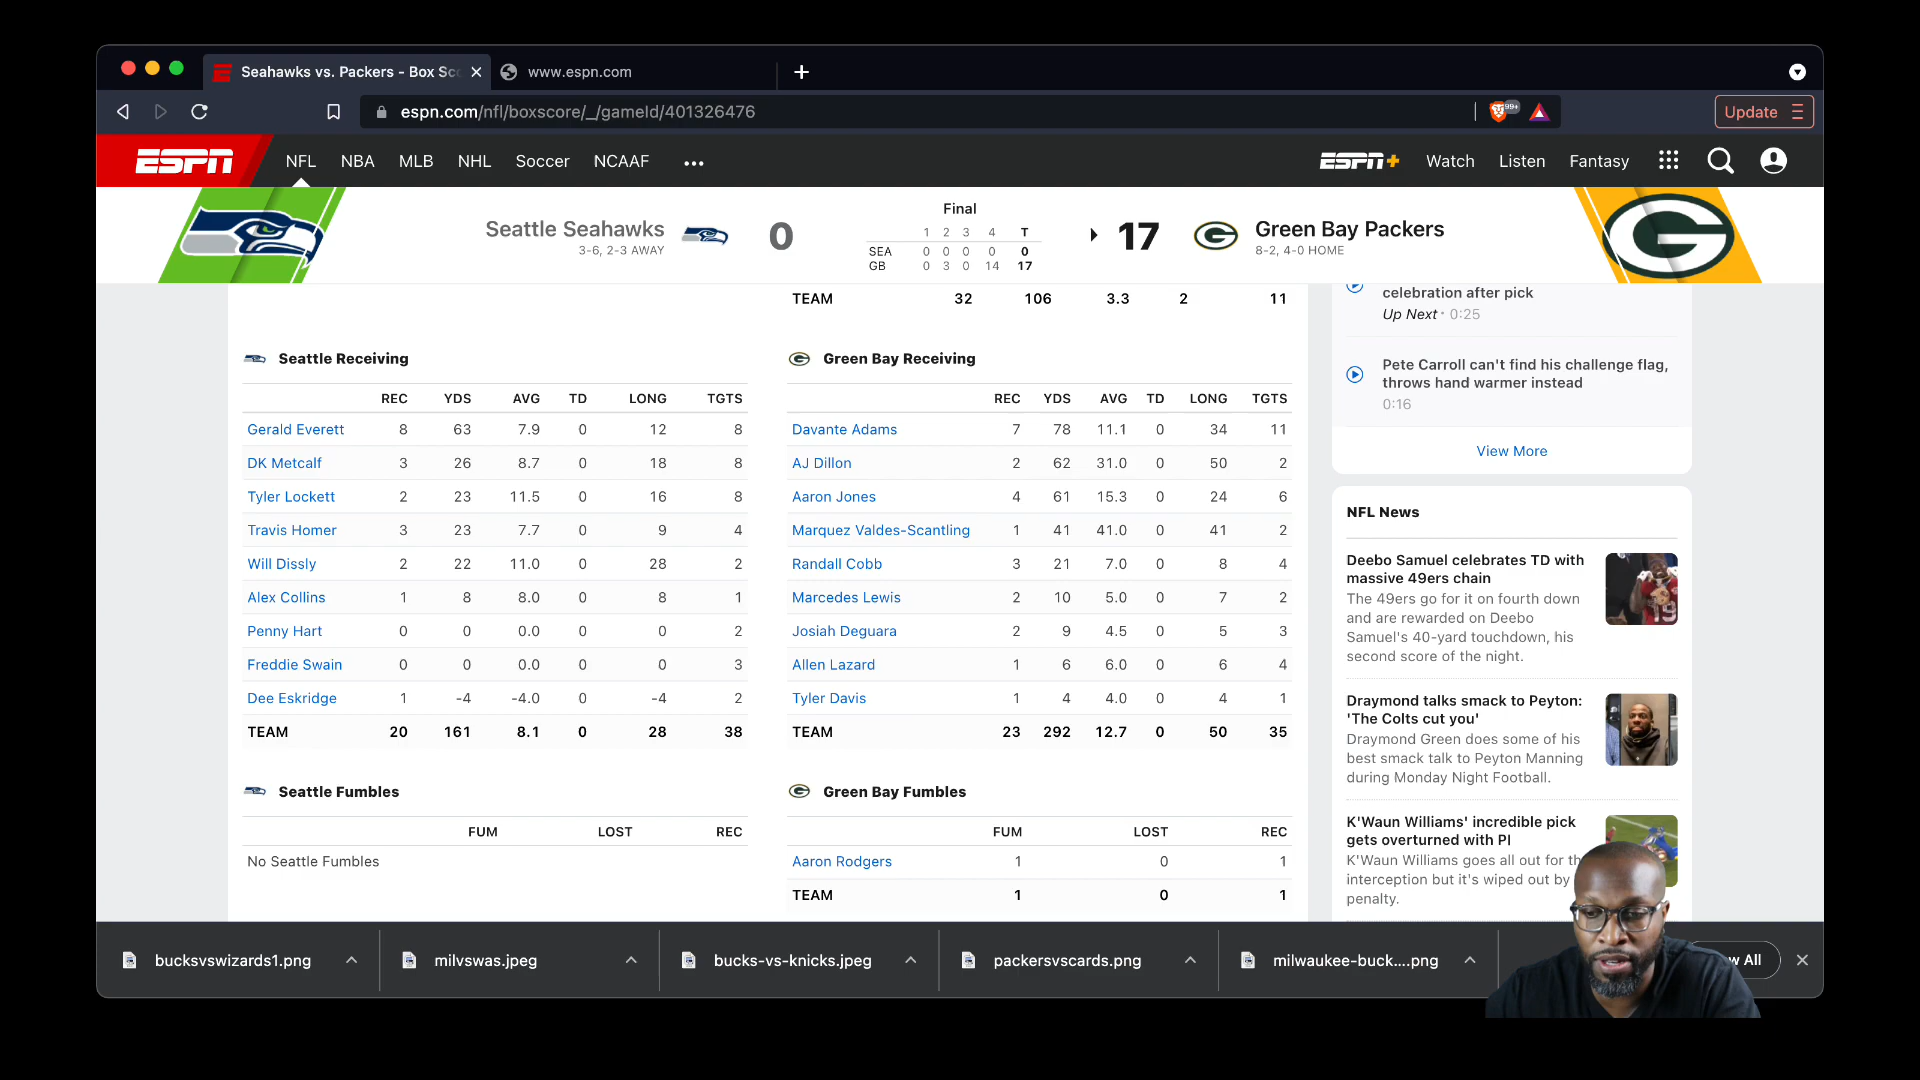 Seahawks vs. Packers - Box Sc
www.espn.com
espn.com/nfl/boxscore/_/gameId/401326476
99+
Update
ESPN NFL NBA MLB NHL Soccer NCAAF ESPN+ Watch Listen Fantasy
Seattle Seahawks
3-6, 2-3 AWAY
0
Final
1 2 3 4 T
SEA 0 0 0 0 0
GB 0 3 0 14 17
17
Green Bay Packers
8-2, 4-0 HOME
TEAM 32 106 3.3 2 11
Seattle Receiving
REC YDS AVG TD LONG TGTS
Gerald Everett 8 63 7.9 0 12 8
DK Metcalf 3 26 8.7 0 18 8
Tyler Lockett 2 23 11.5 0 16 8
Travis Homer 3 23 7.7 0 9 4
Will Dissly 2 22 11.0 0 28 2
Alex Collins 1 8 8.0 0 8 1
Penny Hart 0 0 0.0 0 0 2
Freddie Swain 0 0 0.0 0 0 3
Dee Eskridge 1 -4 -4.0 0 -4 2
TEAM 20 161 8.1 0 28 38
Green Bay Receiving
REC YDS AVG TD LONG TGTS
Davante Adams 7 78 11.1 0 34 11
AJ Dillon 2 62 31.0 0 50 2
Aaron Jones 4 61 15.3 0 24 6
Marquez Valdes-Scantling 1 41 41.0 0 41 2
Randall Cobb 3 21 7.0 0 8 4
Marcedes Lewis 2 10 5.0 0 7 2
Josiah Deguara 2 9 4.5 0 5 3
Allen Lazard 1 6 6.0 0 6 4
Tyler Davis 1 4 4.0 0 4 1
TEAM 23 292 12.7 0 50 35
Seattle Fumbles
FUM LOST REC
No Seattle Fumbles
Green Bay Fumbles
FUM LOST REC
Aaron Rodgers 1 0 1
TEAM 1 0 1
celebration after pick
Up Next · 0:25
Pete Carroll can't find his challenge flag,
throws hand warmer instead
0:16
View More
NFL News
Deebo Samuel celebrates TD with
massive 49ers chain
The 49ers go for it on fourth down
and are rewarded on Deebo
Samuel's 40-yard touchdown, his
second score of the night.
Draymond talks smack to Peyton:
'The Colts cut you'
Draymond Green does some of his
best smack talk to Peyton Manning
during Monday Night Football.
K'Waun Williams' incredible pick
gets overturned with PI
K'Waun Williams goes all out for th
interception but it's wiped out by
penalty.
bucksvswizards1.png
milvswas.jpeg
bucks-vs-knicks.jpeg
packersvscards.png
milwaukee-buck....png
w All